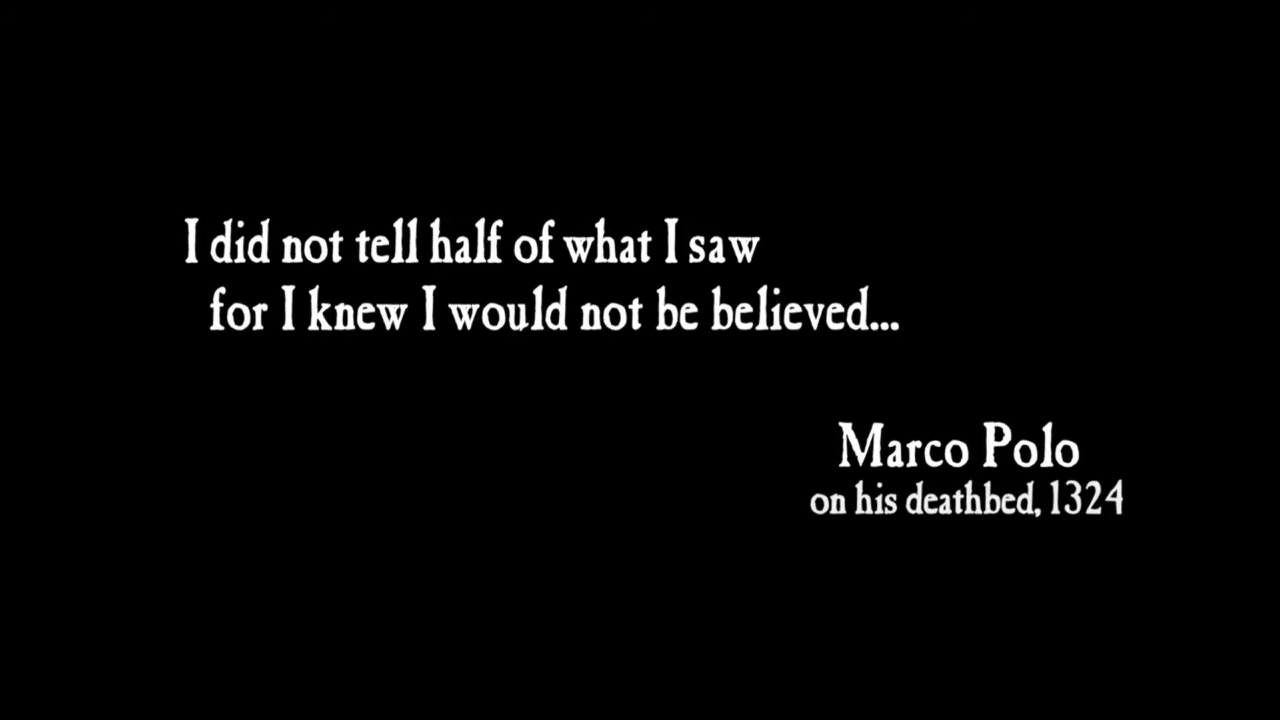 I did not tell half of what I saw
for I knew I would not be believed...
Marco Polo
on his deathbed, 1324